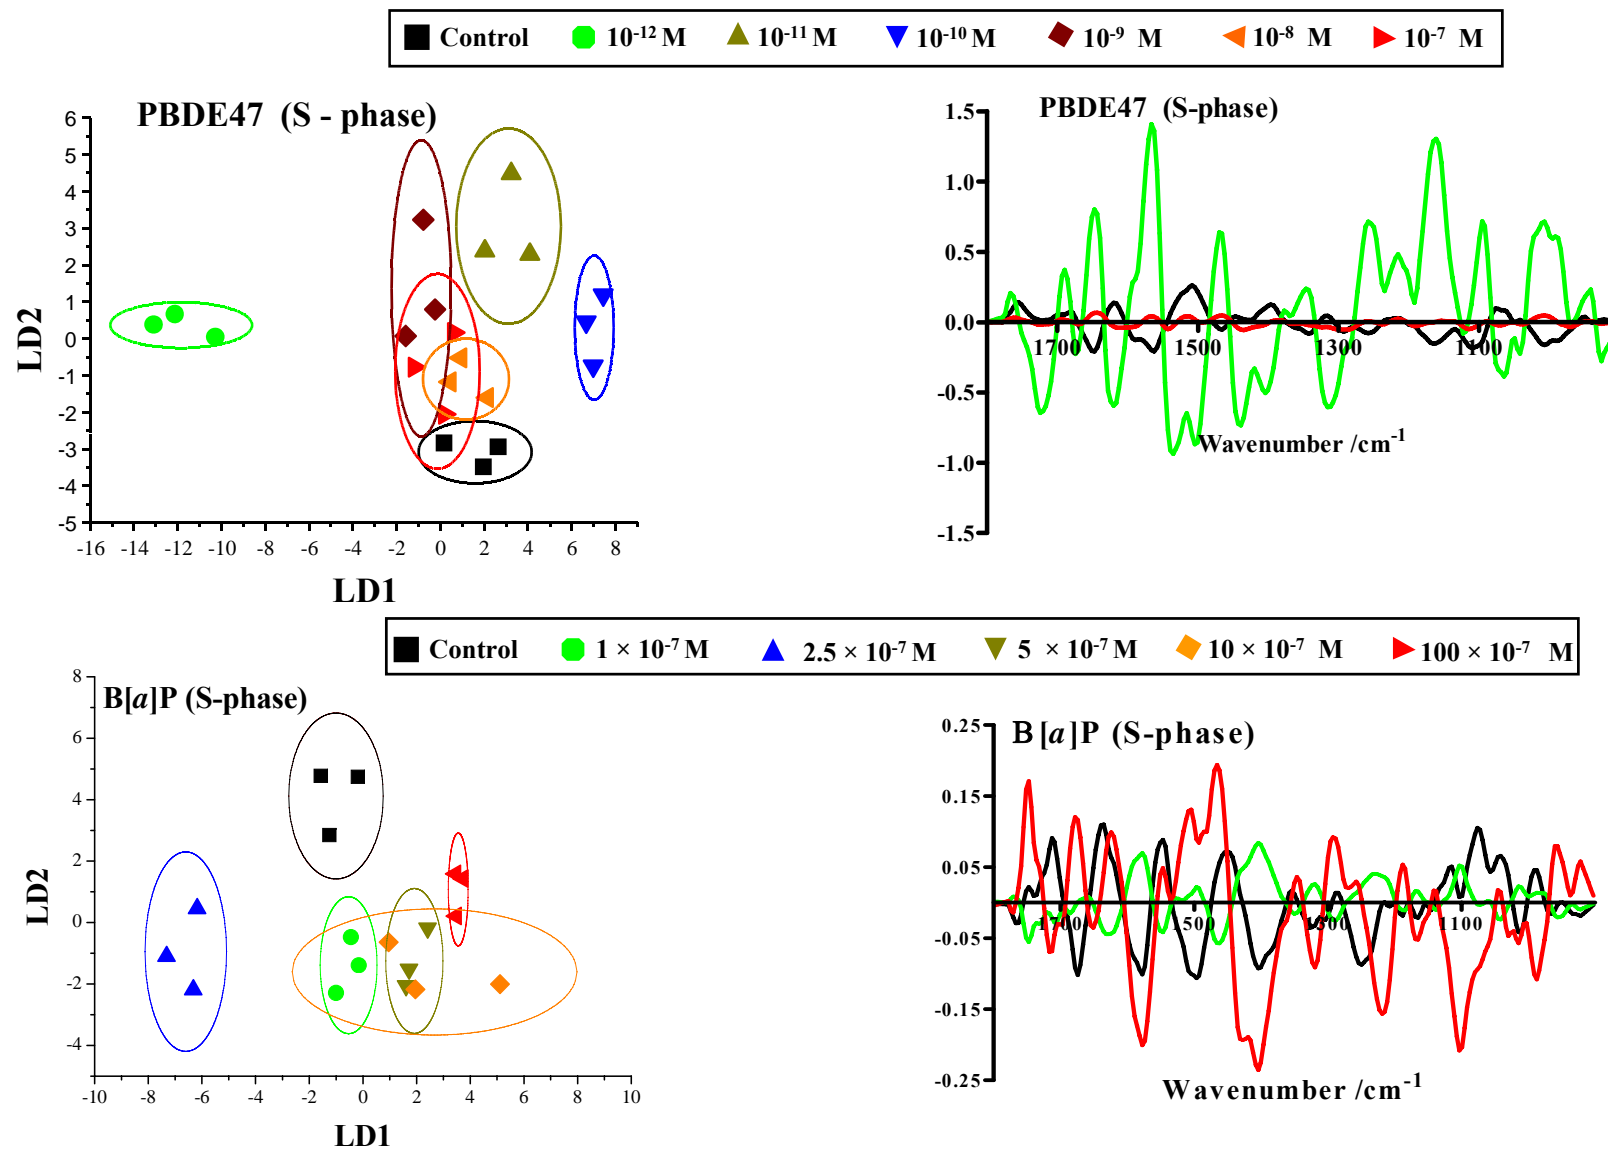 Control 10-12 M 10-11 M 10-10 M 10-9 M 10-8 M 10-7 M
PBDE47 (S - phase)
6
5
4
3
2
1
0
-1
-2
-3
-4
-5
LD2
-16 -14 -12 -10 -8 -6 -4 -2 0 2 4 6 8
LD1
PBDE47 (S-phase)
1.5
1.0
0.5
0.0
-0.5
-1.0
-1.5
1700 1500 1300 1100
Wavenumber /cm-1
Control 1 × 10-7 M 2.5 × 10-7 M 5 × 10-7 M 10 × 10-7 M 100 × 10-7 M
B[a]P (S-phase)
8
6
4
2
0
-2
-4
LD2
-10 -8 -6 -4 -2 0 2 4 6 8 10
LD1
B[a]P (S-phase)
0.25
0.15
0.05
-0.05
-0.15
-0.25
1700 1500 1300 1100
Wavenumber /cm-1